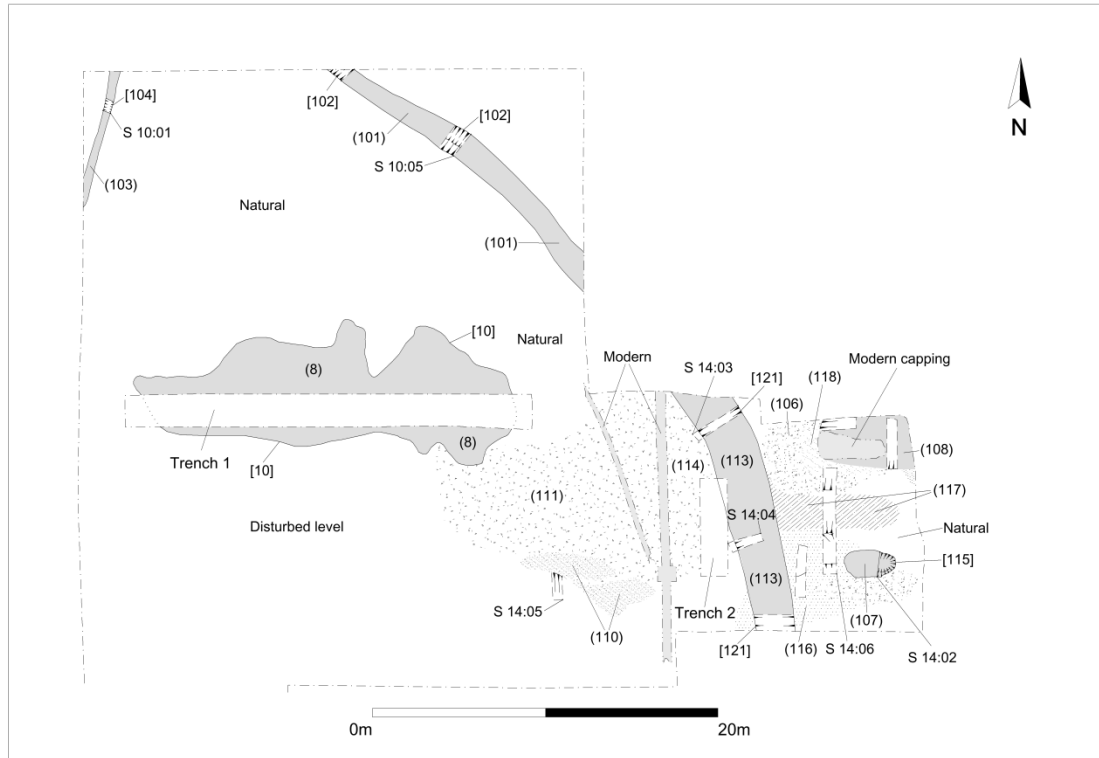 [104]
[102]
N
[102]
S 10:01
(101)
S 10:05
(103)
Natural
(101)
[10]
Natural
Modern
S 14:03
Modern capping
[121]
(118)
(106)
(8)
(8)
(113)
(108)
Trench 1
(114)
[10]
(117)
(111)
S 14:04
Disturbed level
Natural
[115]
(113)
S 14:05
Trench 2
(107)
(110)
[121]
(116)
S 14:06
S 14:02
0m
20m